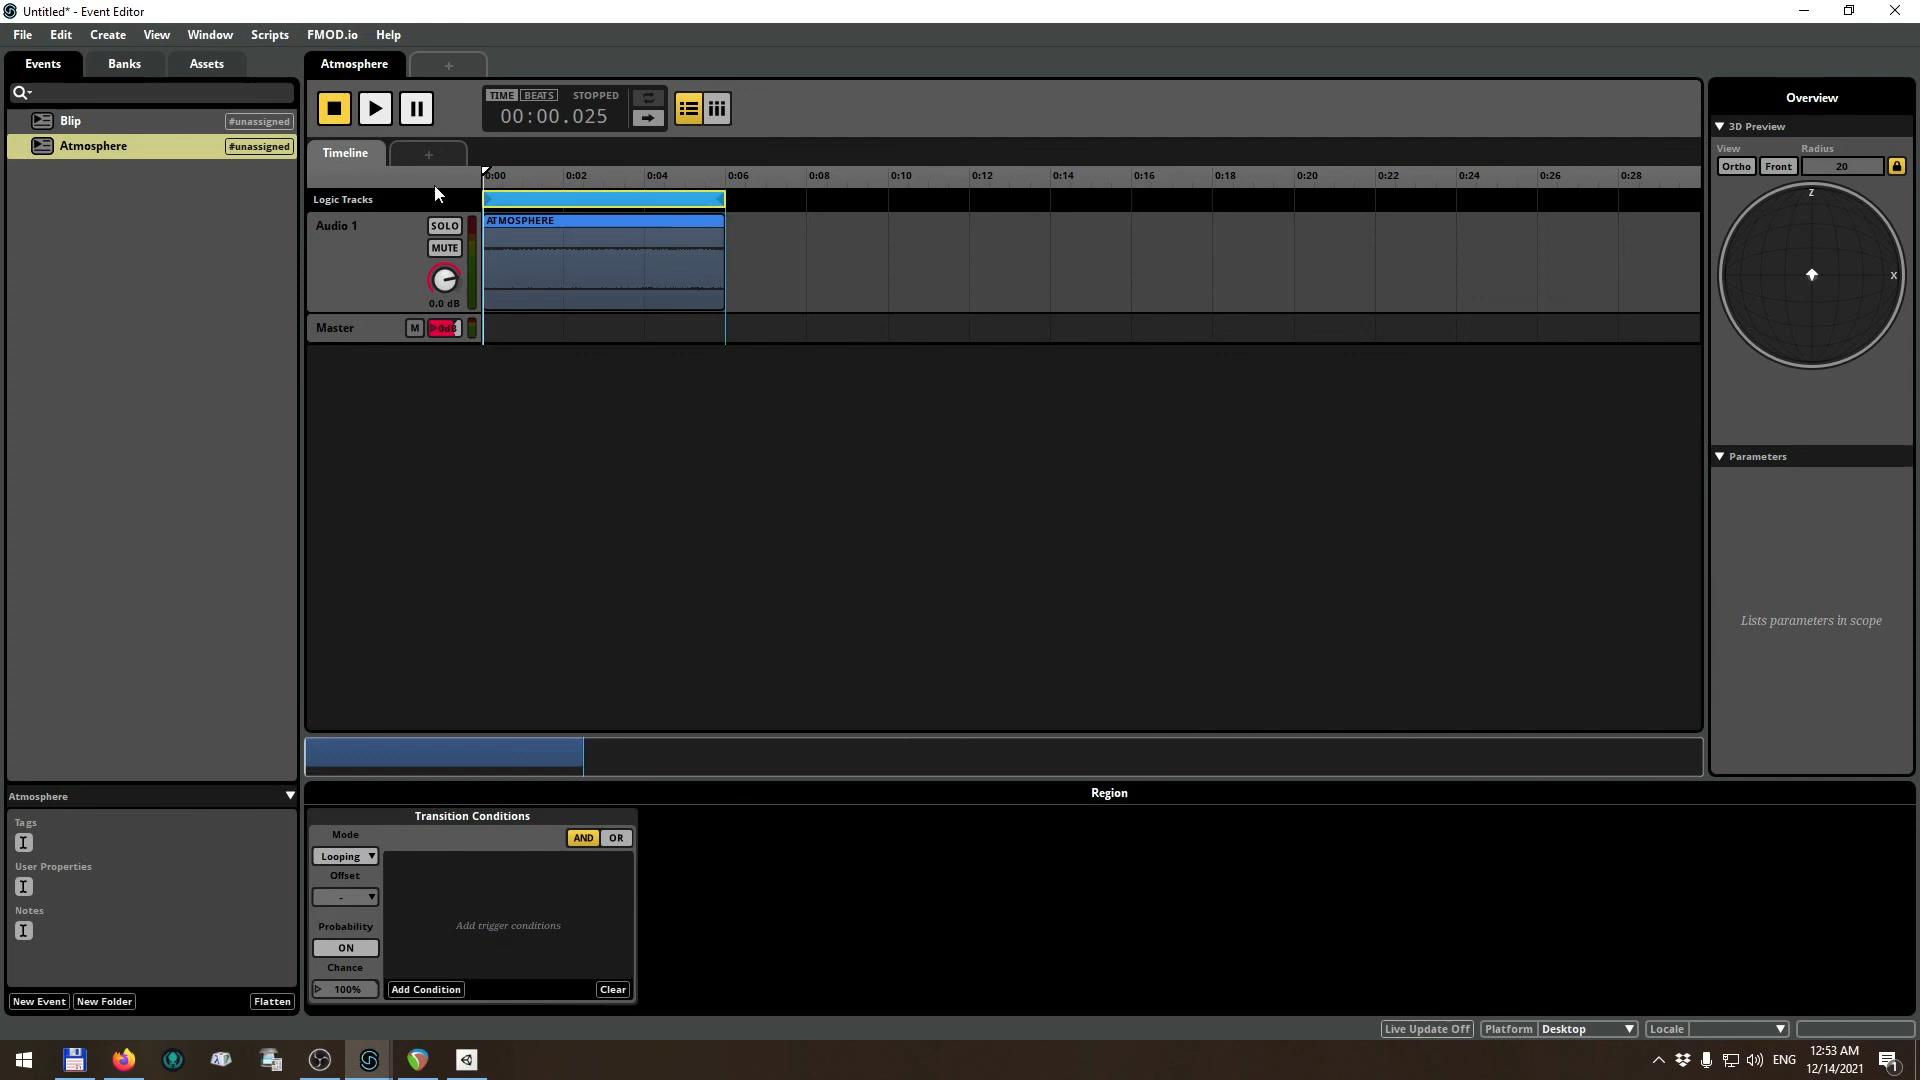 Untitled* - Event Editor
File Edit Create View Window Scripts FMOD.io Help
Events Banks Assets
Atmosphere +
Blip #unassigned
Atmosphere #unassigned
TIME BEATS STOPPED
00:00.025
Timeline +
0:00 0:02 0:04 0:06 0:08 0:10 0:12 0:14 0:16 0:18 0:20 0:22 0:24 0:26 0:28
Logic Tracks
Audio 1 SOLO
ATMOSPHERE
MUTE
0.0 dB
Master M 0dB
Overview
3D Preview
View Radius
Ortho Front 20
Z
X
Parameters
Lists parameters in scope
Atmosphere
Tags
User Properties
Notes
New Event New Folder Flatten
Region
Transition Conditions
Mode AND OR
Looping
Offset
-
Probability
ON
Chance
100%
Add trigger conditions
Add Condition Clear
Live Update Off Platform Desktop Locale
ENG
12:53 AM
12/14/2021
1